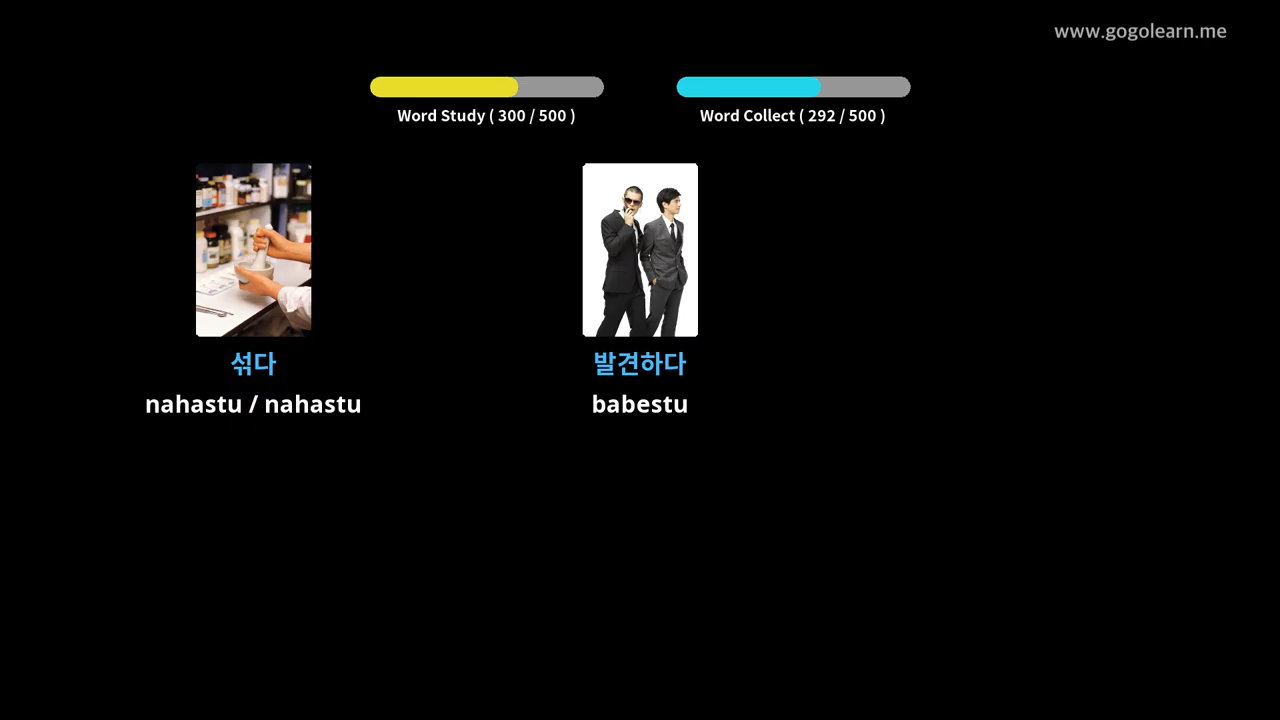 www.gogolearn.me
Word Study ( 300 / 500 )
Word Collect ( 292 / 500 )
섞다
nahastu / nahastu
발견하다
babestu